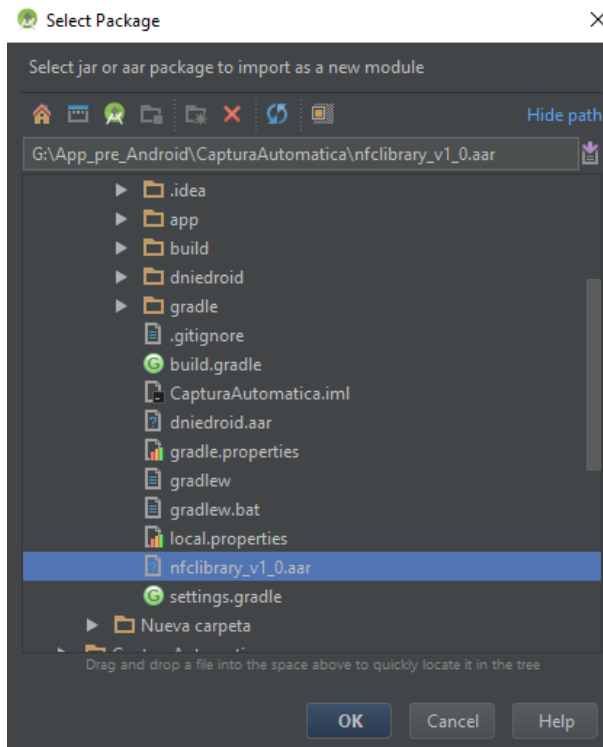 Select Package
Select jar or aar package to import as a new module
Hide path
G:\App_pre_Android\CapturaAutomatica\nfclibrary_v1_0.aar
.idea
app
build
dniedroid
gradle
.gitignore
build.gradle
CapturaAutomatica.iml
dniedroid.aar
gradle.properties
gradlew
gradlew.bat
local.properties
nfclibrary_v1_0.aar
settings.gradle
Nueva carpeta
Drag and drop a file into the space above to quickly locate it in the tree
OK Cancel Help